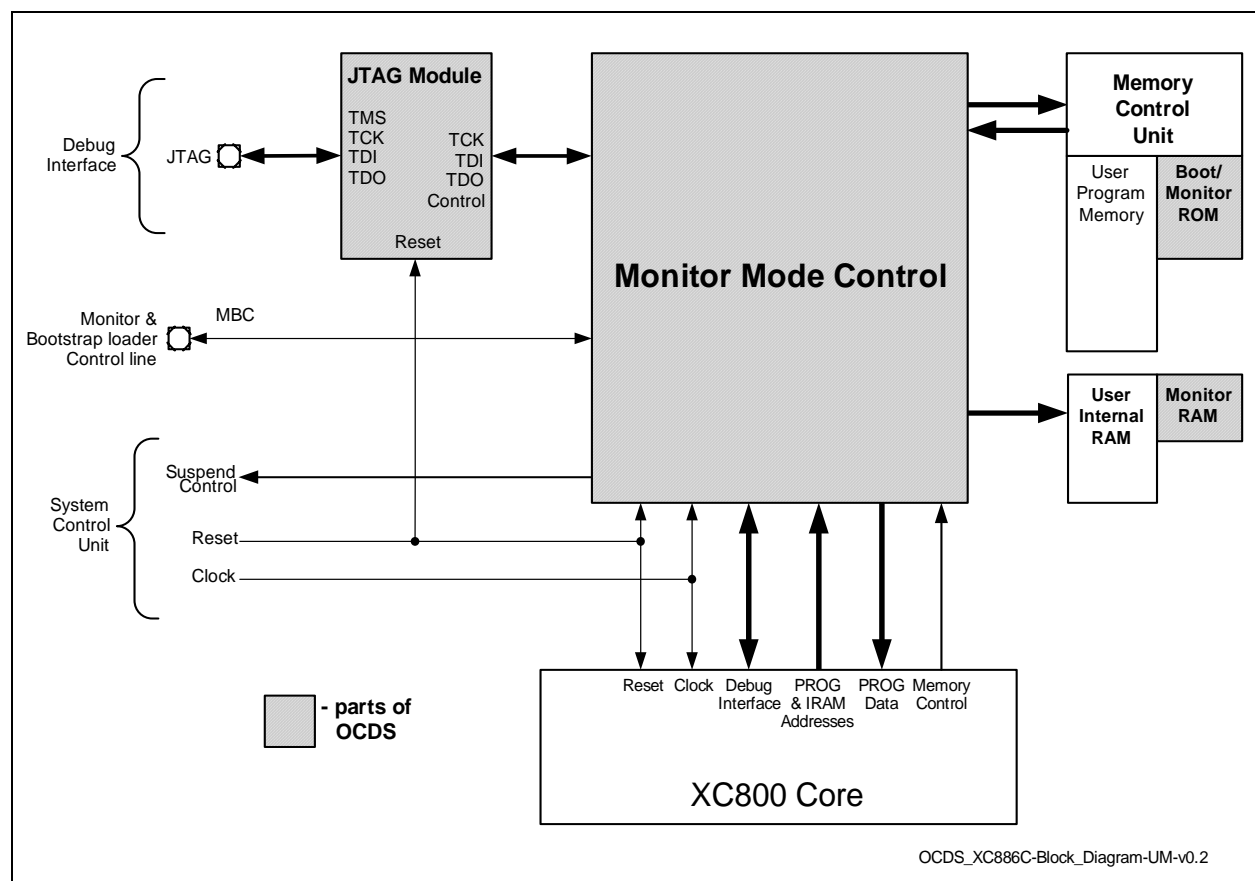 JTAG Module
TMS
TCK
TDI
TDO
TCK
TDI
TDO
Control
Reset
Debug
Interface
JTAG
Monitor &
Bootstrap loader
Control line
MBC
Monitor Mode Control
Memory
Control
Unit
User
Program
Memory
Boot/
Monitor
ROM
User
Internal
RAM
Monitor
RAM
System
Control
Unit
Suspend
Control
Reset
Clock
Reset
Clock
Debug
Interface
PROG
& IRAM
Addresses
PROG
Data
Memory
Control
XC800 Core
- parts of
OCDS
OCDS_XC886C-Block_Diagram-UM-v0.2